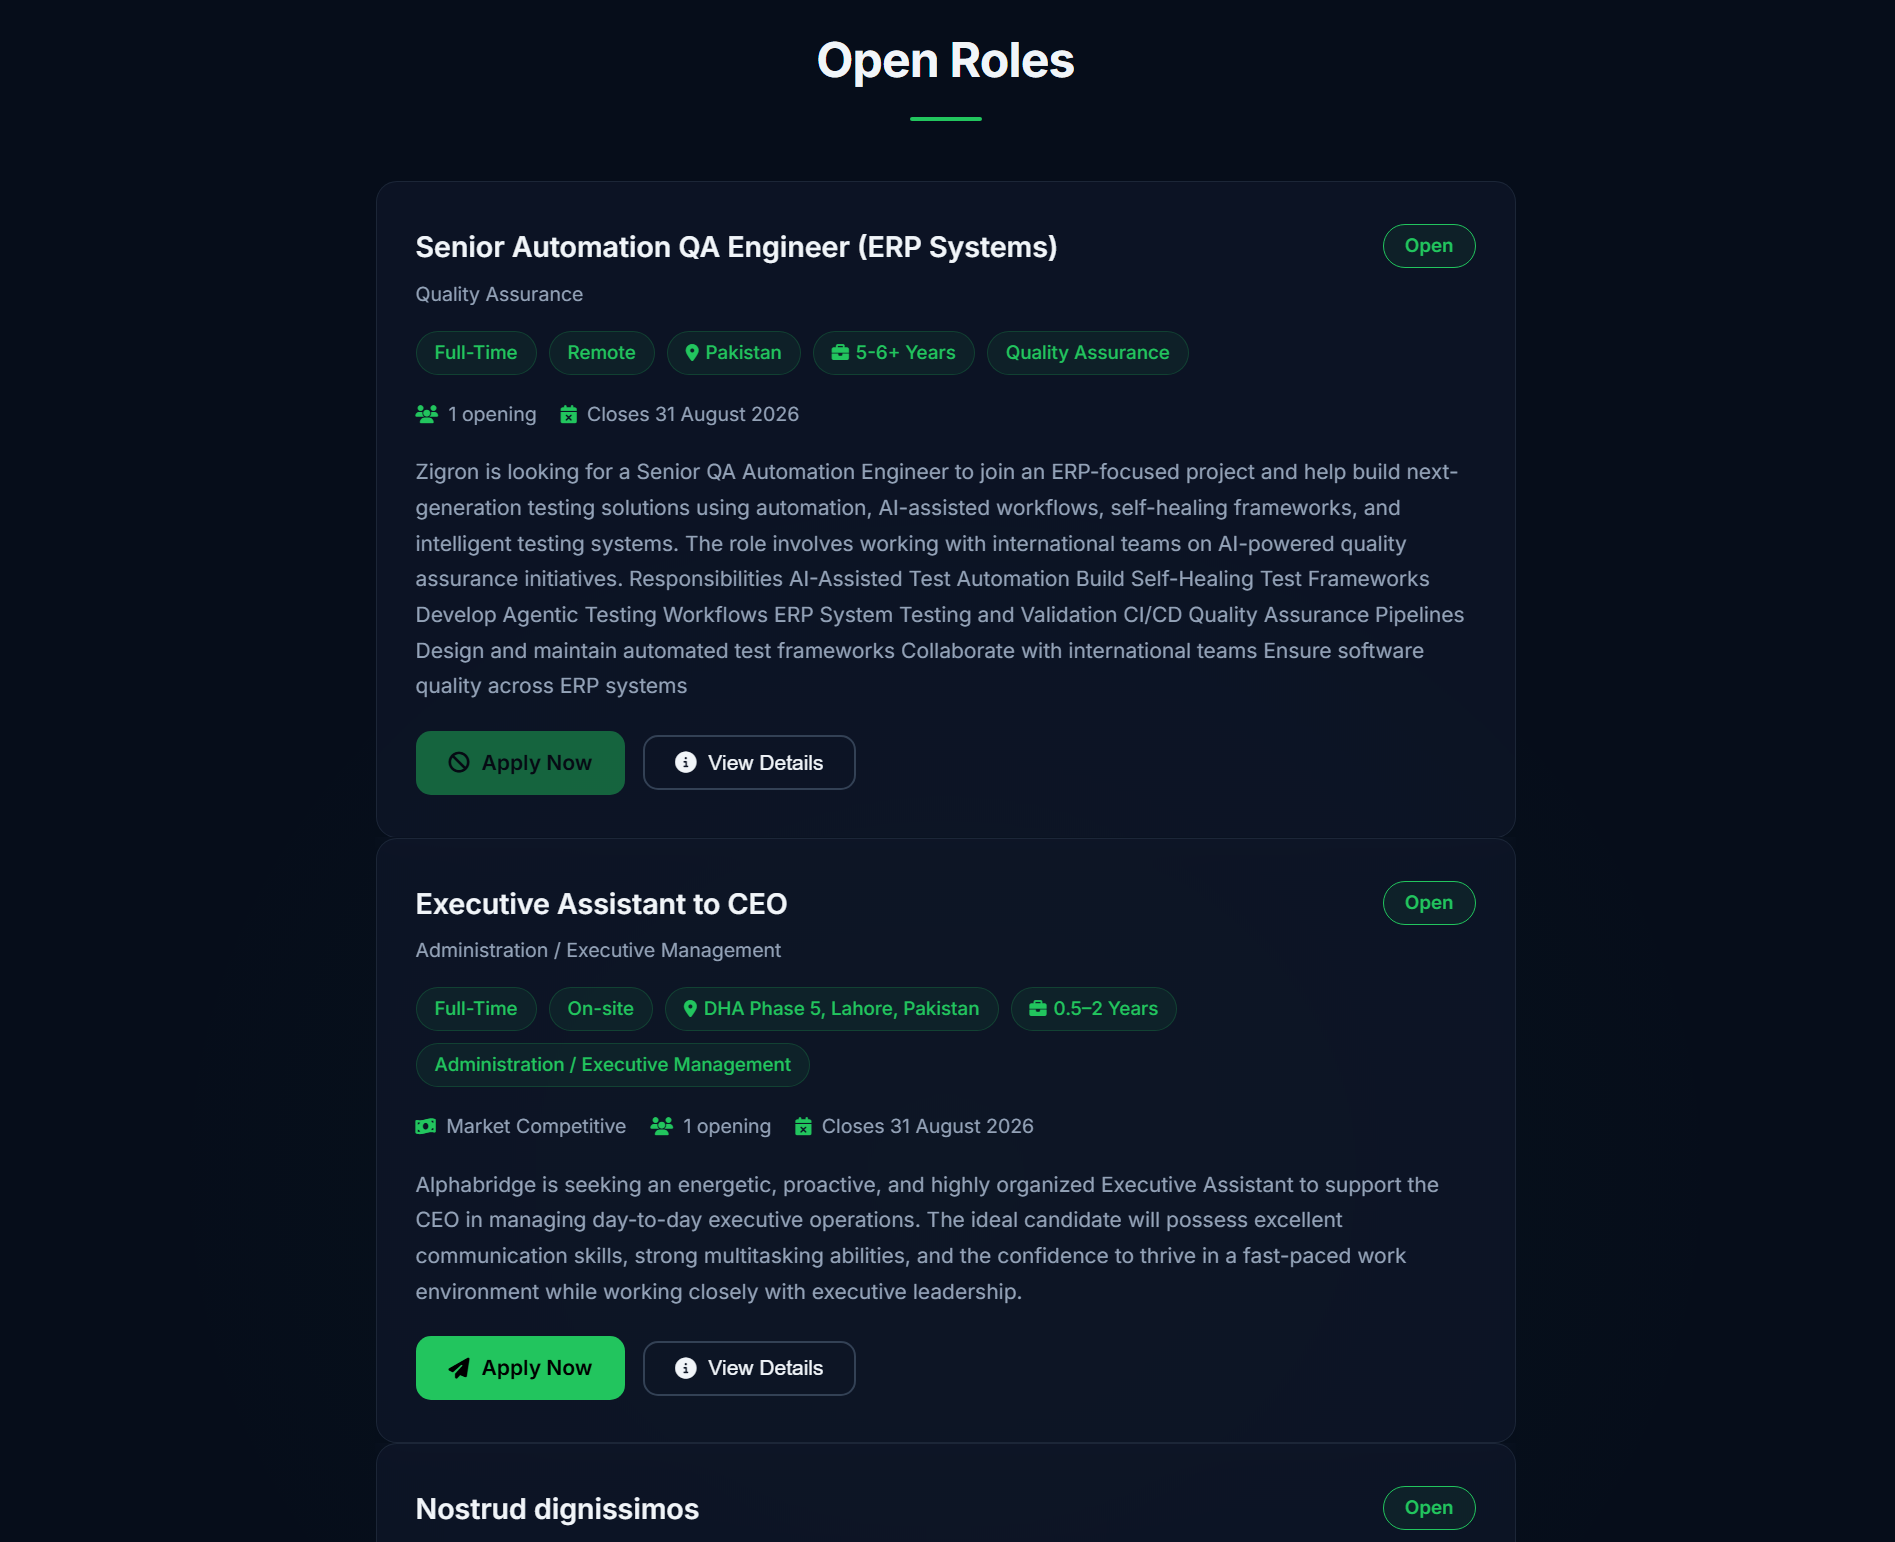 Open Roles
Senior Automation QA Engineer (ERP Systems)
Open
Quality Assurance
Full-Time
Remote
Pakistan
5-6+ Years
Quality Assurance
1 opening
Closes 31 August 2026
Zigron is looking for a Senior QA Automation Engineer to join an ERP-focused project and help build next-
generation testing solutions using automation, AI-assisted workflows, self-healing frameworks, and
intelligent testing systems. The role involves working with international teams on AI-powered quality
assurance initiatives. Responsibilities AI-Assisted Test Automation Build Self-Healing Test Frameworks
Develop Agentic Testing Workflows ERP System Testing and Validation CI/CD Quality Assurance Pipelines
Design and maintain automated test frameworks Collaborate with international teams Ensure software
quality across ERP systems
Apply Now
View Details
Executive Assistant to CEO
Open
Administration / Executive Management
Full-Time
On-site
DHA Phase 5, Lahore, Pakistan
0.5–2 Years
Administration / Executive Management
Market Competitive
1 opening
Closes 31 August 2026
Alphabridge is seeking an energetic, proactive, and highly organized Executive Assistant to support the
CEO in managing day-to-day executive operations. The ideal candidate will possess excellent
communication skills, strong multitasking abilities, and the confidence to thrive in a fast-paced work
environment while working closely with executive leadership.
Apply Now
View Details
Nostrud dignissimos
Open